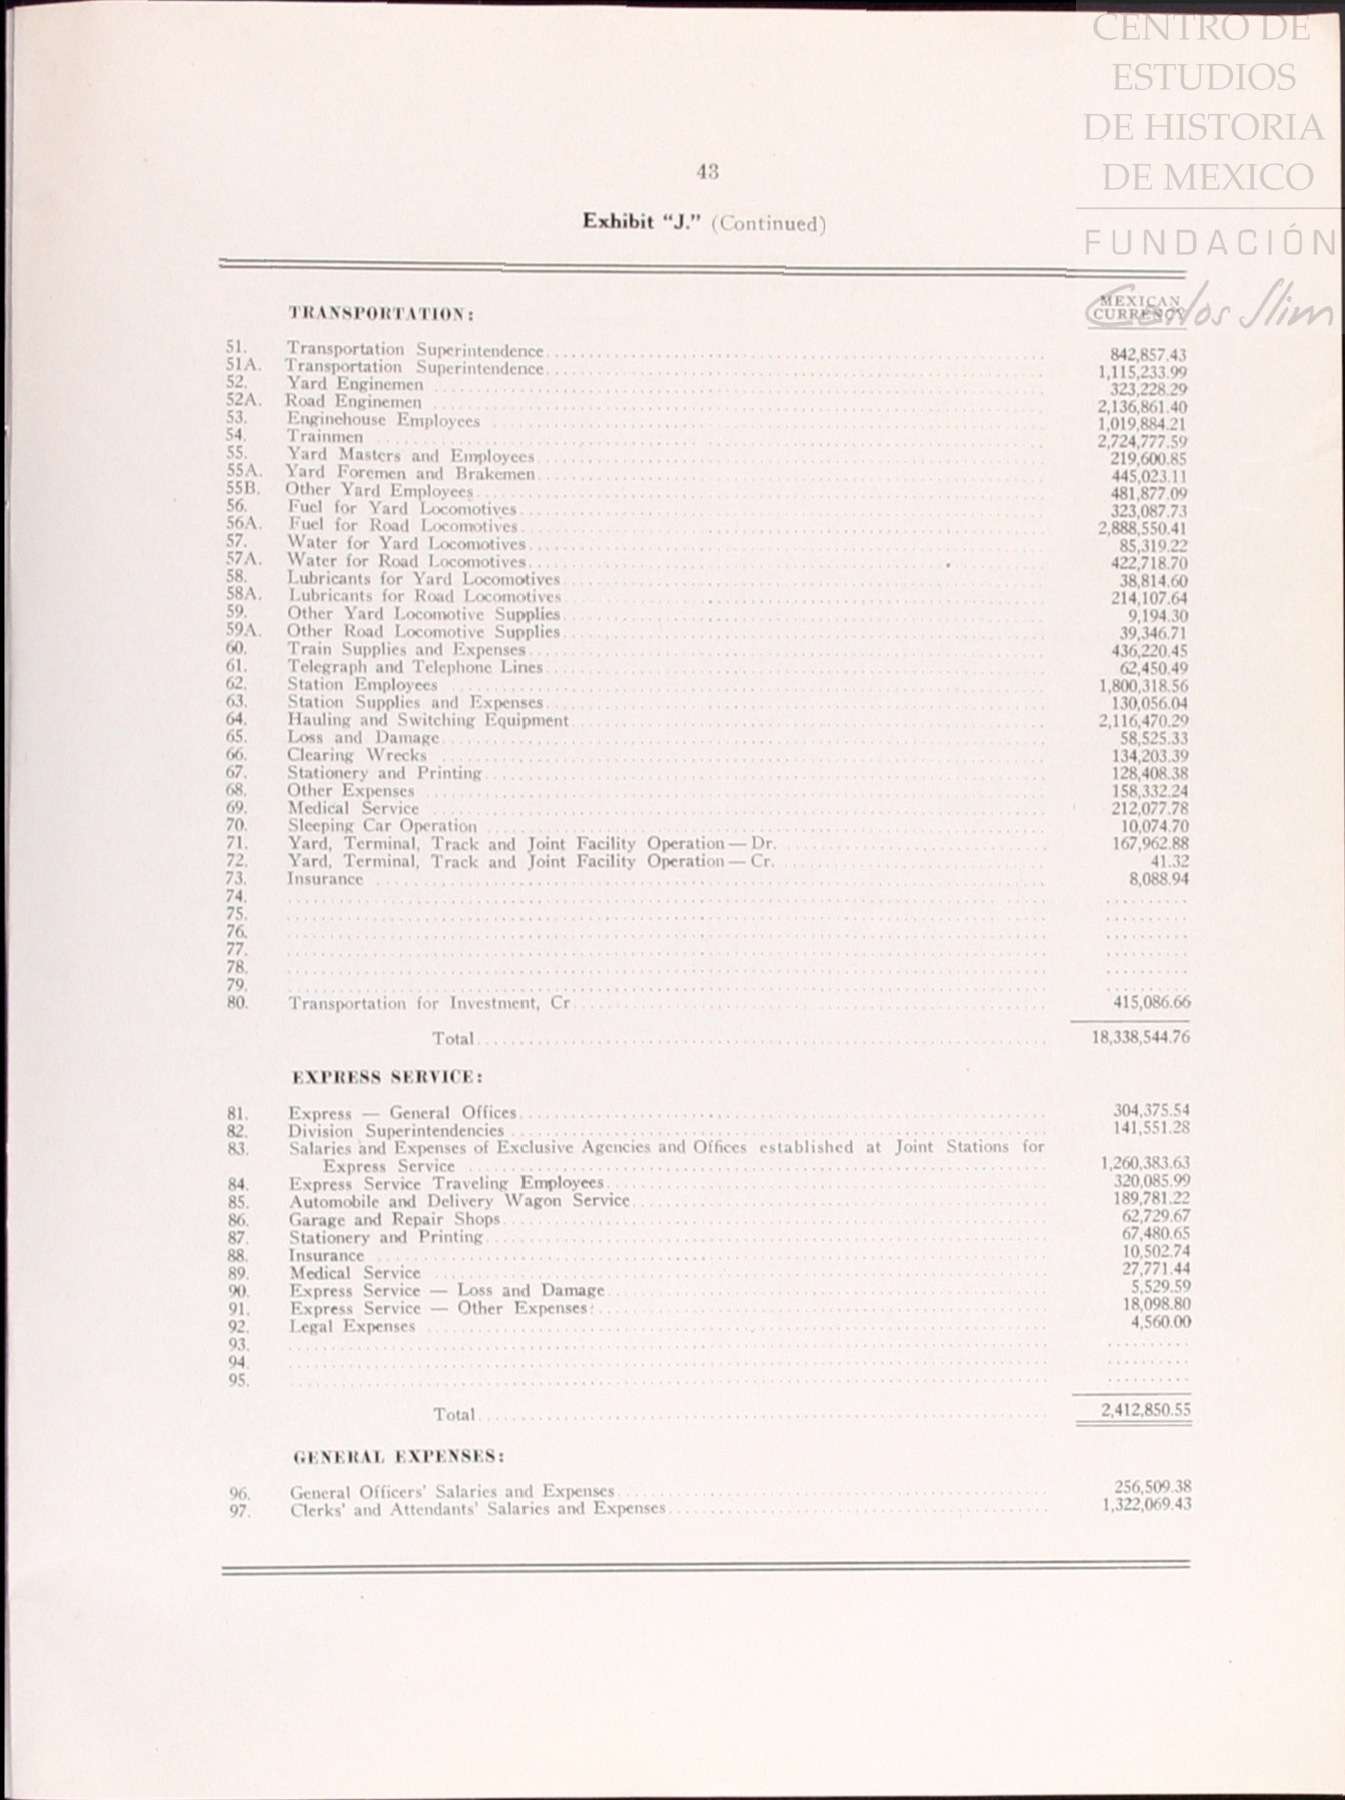 CENTRO DE
ESTUDIOS
DE HISTORIA
DE MEXICO
FUNDACIÓN
Carlos Slim
43
Exhibit “J.” (Continued)
TRANSPORTATION:
MEXICAN
CURRENCY
51. Transportation Superintendence 842,857.43
51A. Transportation Superintendence 1,115,233.99
52. Yard Enginemen 323,228.29
52A. Road Enginemen 2,136,861.40
53. Enginehouse Employees 1,019,884.21
54. Trainmen 2,724,777.59
55. Yard Masters and Employees 219,600.85
55A. Yard Foremen and Brakemen 445,023.11
55B. Other Yard Employees 481,877.09
56. Fuel for Yard Locomotives 323,087.73
56A. Fuel for Road Locomotives 2,888,550.41
57. Water for Yard Locomotives 85,319.22
57A. Water for Road Locomotives 422,718.70
58. Lubricants for Yard Locomotives 38,814.60
58A. Lubricants for Road Locomotives 214,107.64
59. Other Yard Locomotive Supplies 9,194.30
59A. Other Road Locomotive Supplies 39,346.71
60. Train Supplies and Expenses 436,220.45
61. Telegraph and Telephone Lines 62,450.49
62. Station Employees 1,800,318.56
63. Station Supplies and Expenses 130,056.04
64. Hauling and Switching Equipment 2,116,470.29
65. Loss and Damage 58,525.33
66. Clearing Wrecks 134,203.39
67. Stationery and Printing 128,408.38
68. Other Expenses 158,332.24
69. Medical Service 212,077.78
70. Sleeping Car Operation 10,074.70
71. Yard, Terminal, Track and Joint Facility Operation — Dr. 167,962.88
72. Yard, Terminal, Track and Joint Facility Operation — Cr. 41.32
73. Insurance 8,088.94
74.
75.
76.
77.
78.
79.
80. Transportation for Investment, Cr 415,086.66
Total 18,338,544.76
EXPRESS SERVICE:
81. Express — General Offices 304,375.54
82. Division Superintendencies 141,551.28
83. Salaries and Expenses of Exclusive Agencies and Offices established at Joint Stations for
Express Service 1,260,383.63
84. Express Service Traveling Employees 320,085.99
85. Automobile and Delivery Wagon Service 189,781.22
86. Garage and Repair Shops 62,729.67
87. Stationery and Printing 67,480.65
88. Insurance 10,502.74
89. Medical Service 27,771.44
90. Express Service — Loss and Damage 5,529.59
91. Express Service — Other Expenses 18,098.80
92. Legal Expenses 4,560.00
93.
94.
95.
Total 2,412,850.55
GENERAL EXPENSES:
96. General Officers' Salaries and Expenses 256,509.38
97. Clerks' and Attendants' Salaries and Expenses 1,322,069.43